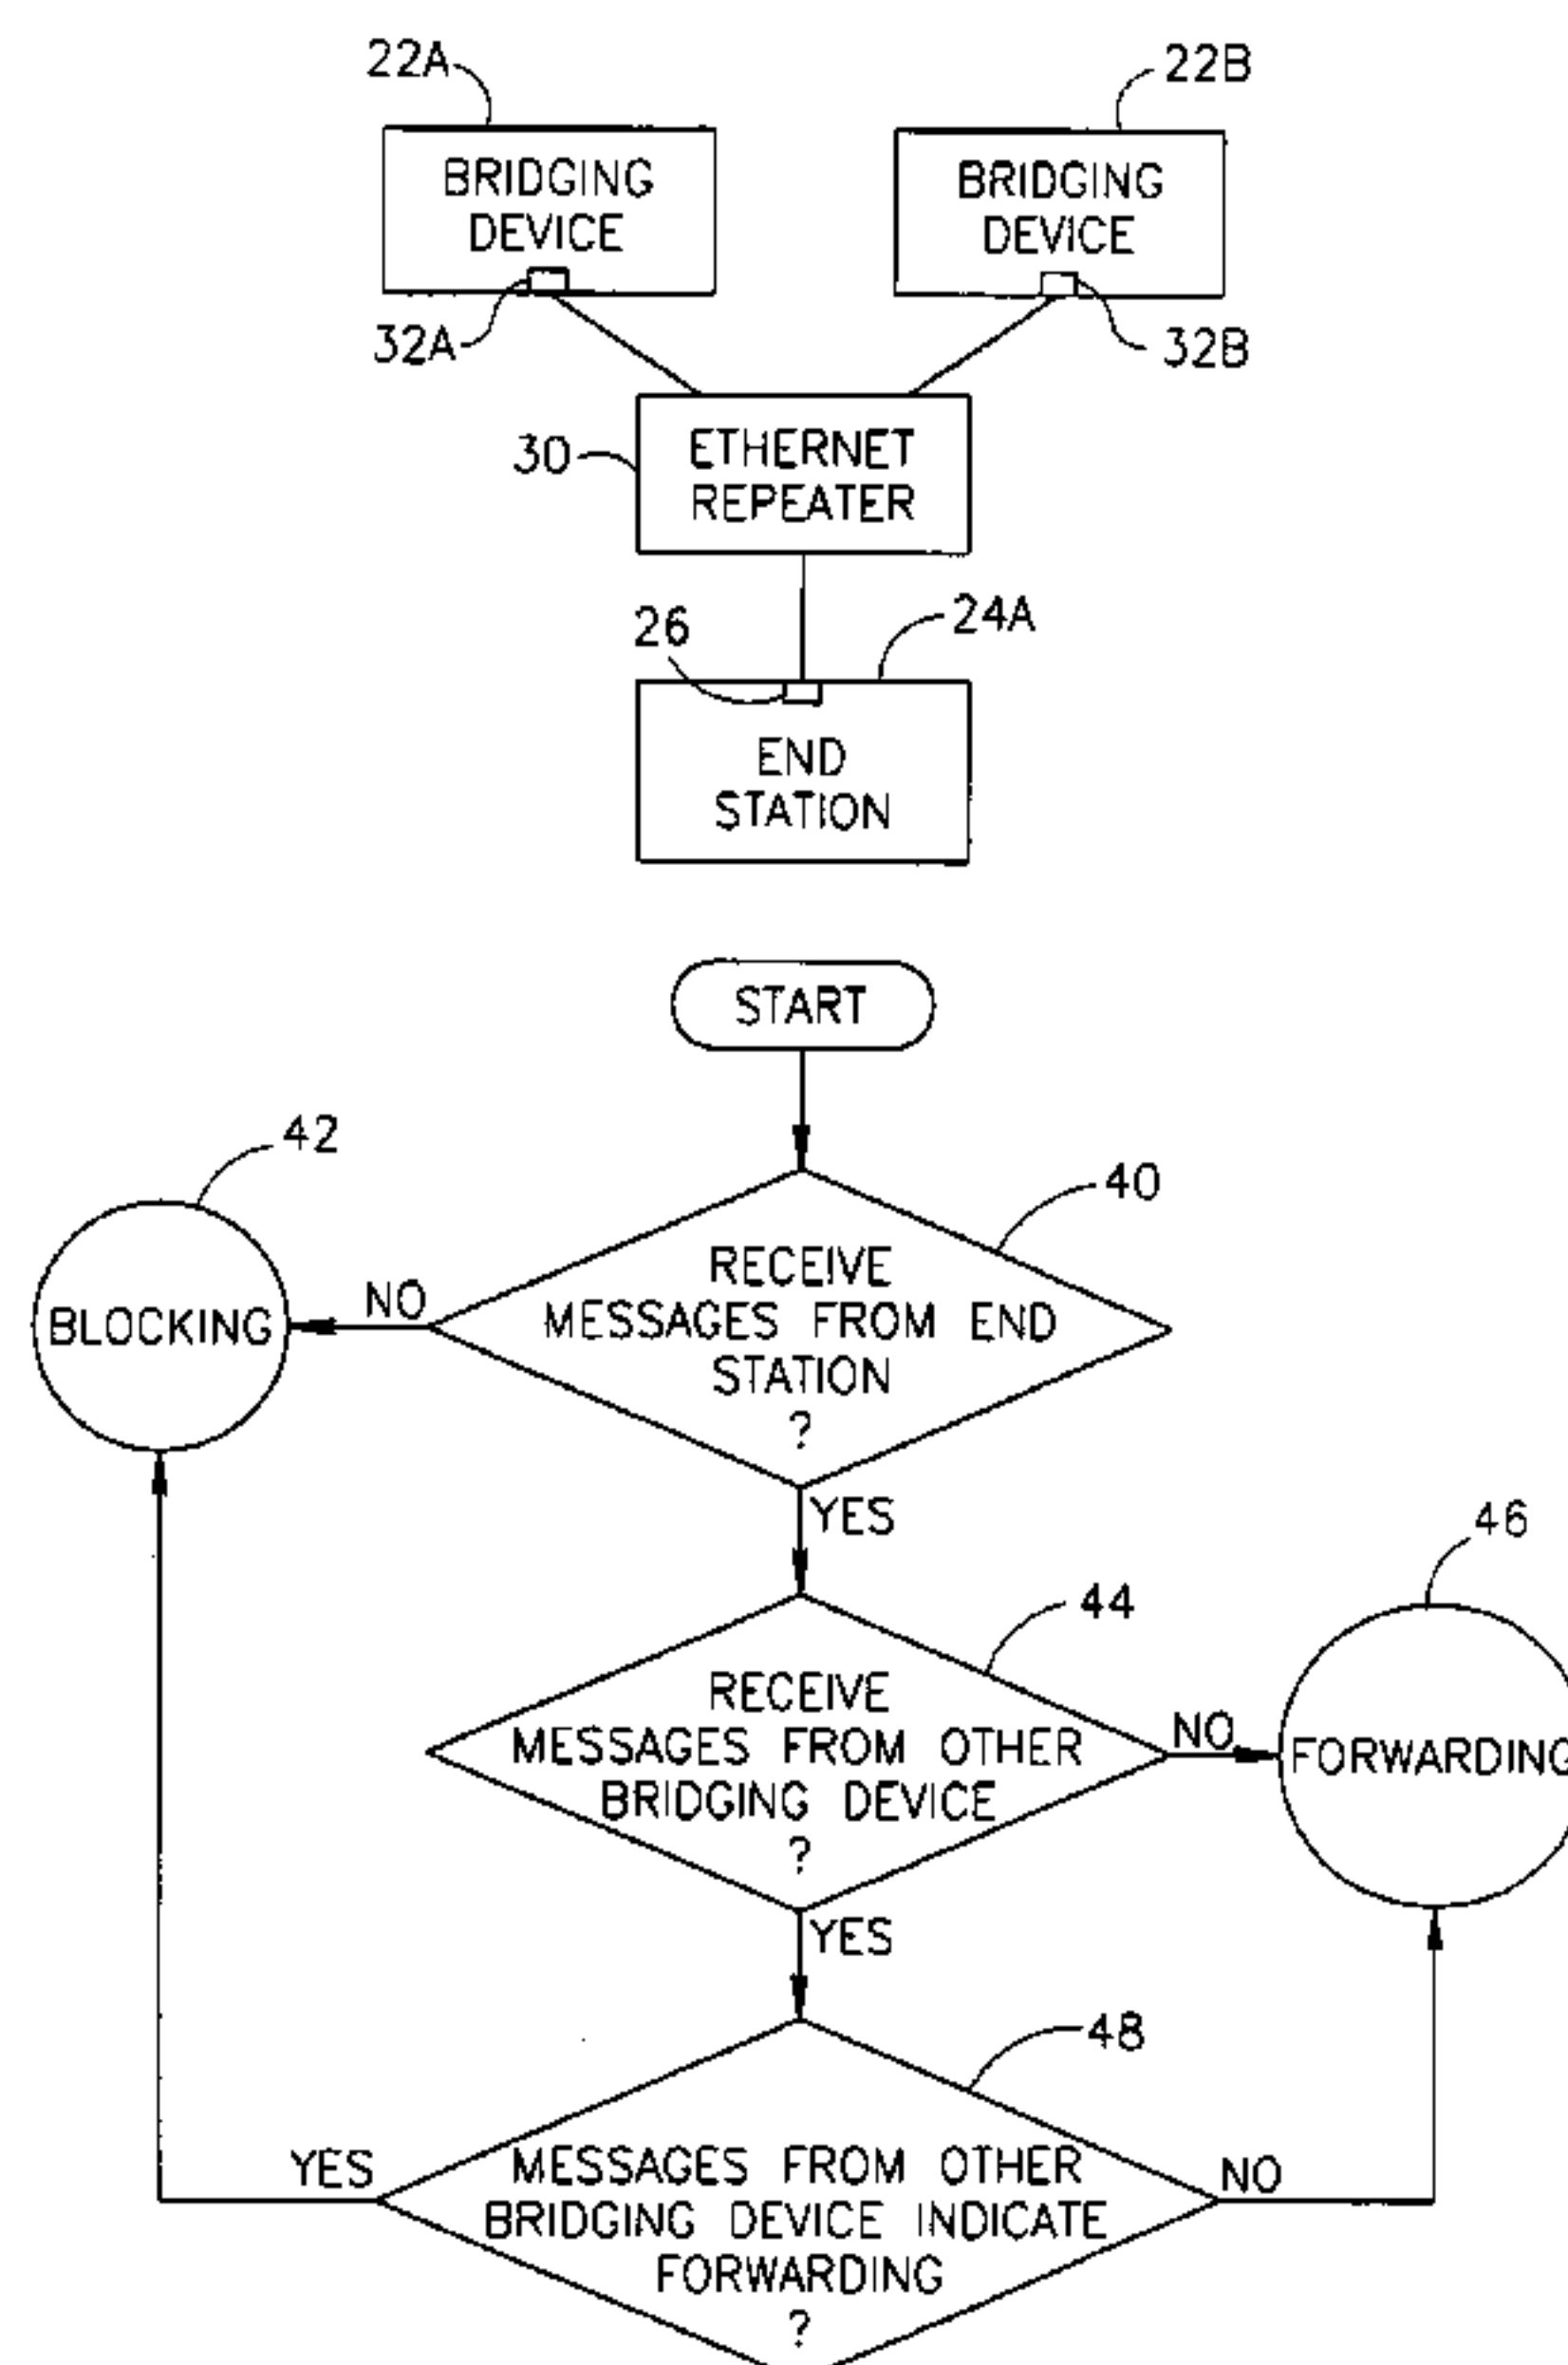 22A
22B
BRIDGING
DEVICE
BRIDGING
DEVICE
32A
32B
30
ETHERNET
REPEATER
26
24A
END
STATION
START
42
40
BLOCKING
NO
RECEIVE
MESSAGES FROM END
STATION
?
YES
46
44
RECEIVE
MESSAGES FROM OTHER
BRIDGING DEVICE
?
NO
FORWARDING
YES
48
YES
MESSAGES FROM OTHER
BRIDGING DEVICE INDICATE
FORWARDING
?
NO